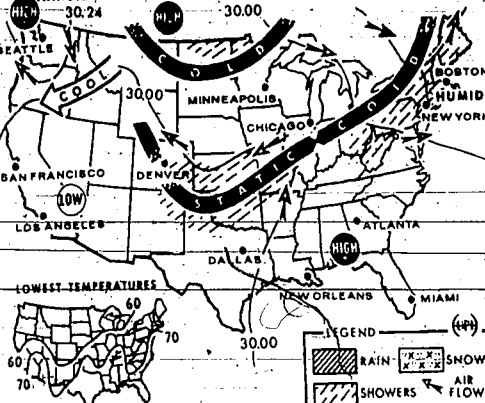 HIGH
30.24
HIGH
30.00
SEATTLE
COLD
COOL
30.00
MINNEAPOLIS
BOSTON
HUMID
NEW YORK
CHICAGO
COLD
SAN FRANCISCO
DENVER
STATIC
LOW
LOS ANGELES
ATLANTA
DALLAS
HIGH
LOWEST TEMPERATURES
NEW ORLEANS
MIAMI
60
70
30.00
LEGEND
(UPI)
60
70
RAIN
SNOW
SHOWERS
AIR
FLOW